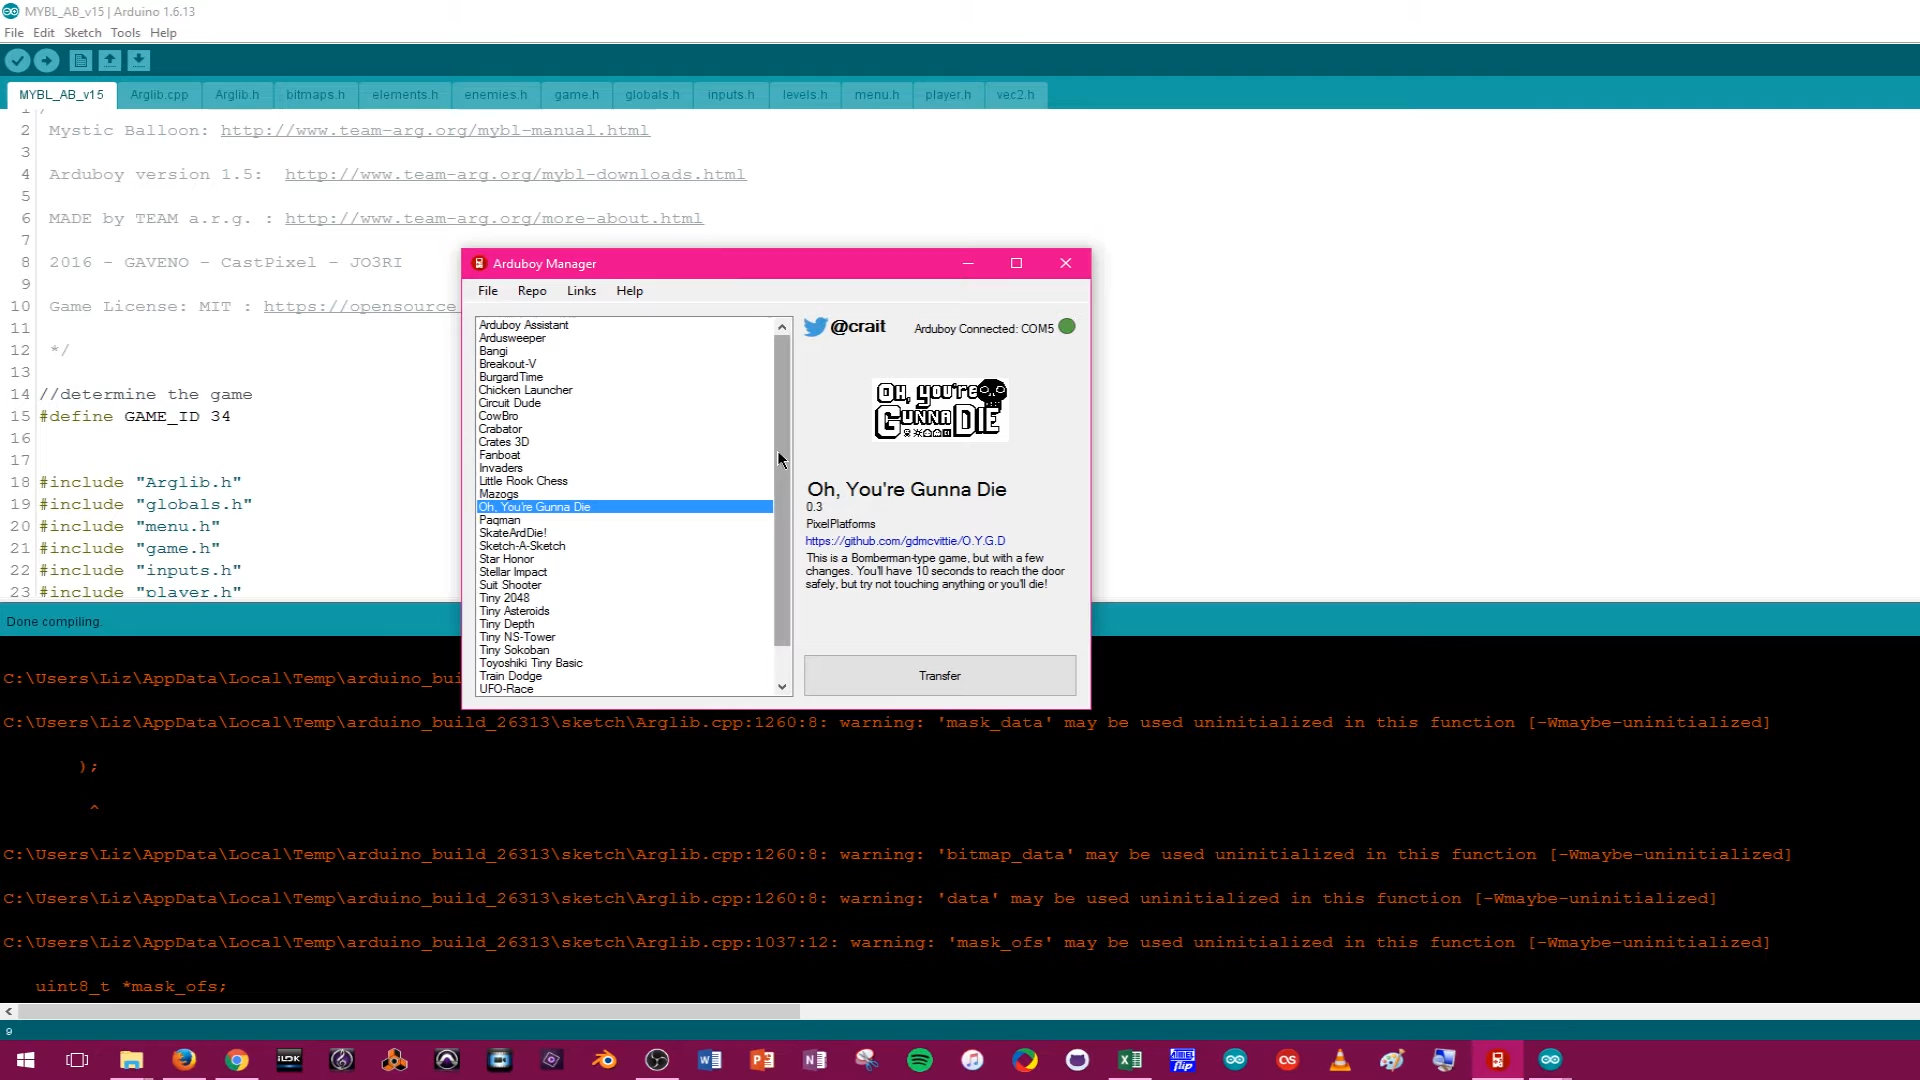 MYBL_AB_v15 | Arduino 1.6.13
File Edit Sketch Tools Help
MYBL_AB_v15 Arglib.cpp Arglib.h bitmaps.h elements.h enemies.h game.h globals.h inputs.h levels.h menu.h player.h vec2.h
2 Mystic Balloon: http://www.team-arg.org/mybl-manual.html
3
4 Arduboy version 1.5: http://www.team-arg.org/mybl-downloads.html
5
6 MADE by TEAM a.r.g. : http://www.team-arg.org/more-about.html
7
8 2016 - GAVENO - CastPixel - JO3RI
9
10 Game License: MIT : https://opensource
11
12 */
13
14 //determine the game
15 #define GAME_ID 34
16
17
18 #include "Arglib.h"
19 #include "globals.h"
20 #include "menu.h"
21 #include "game.h"
22 #include "inputs.h"
23 #include "player.h"
Arduboy Manager
File Repo Links Help
Arduboy Assistant
Ardusweeper
Bangi
Breakout-V
BurgardTime
Chicken Launcher
Circuit Dude
CowBro
Crabator
Crates 3D
Fanboat
Invaders
Little Rook Chess
Mazogs
Oh, You're Gunna Die
Paqman
SkateArdDie!
Sketch-A-Sketch
Star Honor
Stellar Impact
Suit Shooter
Tiny 2048
Tiny Asteroids
Tiny Depth
Tiny NS-Tower
Tiny Sokoban
Toyoshiki Tiny Basic
Train Dodge
UFO-Race
@crait Arduboy Connected: COM5
Oh, you're
Gunna Die
Oh, You're Gunna Die
0.3
PixelPlatforms
https://github.com/gdmcvittie/O.Y.G.D
This is a Bomberman-type game, but with a few
changes. You'll have 10 seconds to reach the door
safely, but try not touching anything or you'll die!
Transfer
Done compiling.
C:\Users\Liz\AppData\Local\Temp\arduino_bui
C:\Users\Liz\AppData\Local\Temp\arduino_build_26313\sketch\Arglib.cpp:1260:8: warning: 'mask_data' may be used uninitialized in this function [-Wmaybe-uninitialized]
);
^
C:\Users\Liz\AppData\Local\Temp\arduino_build_26313\sketch\Arglib.cpp:1260:8: warning: 'bitmap_data' may be used uninitialized in this function [-Wmaybe-uninitialized]
C:\Users\Liz\AppData\Local\Temp\arduino_build_26313\sketch\Arglib.cpp:1260:8: warning: 'data' may be used uninitialized in this function [-Wmaybe-uninitialized]
C:\Users\Liz\AppData\Local\Temp\arduino_build_26313\sketch\Arglib.cpp:1037:12: warning: 'mask_ofs' may be used uninitialized in this function [-Wmaybe-uninitialized]
uint8_t *mask_ofs;
9